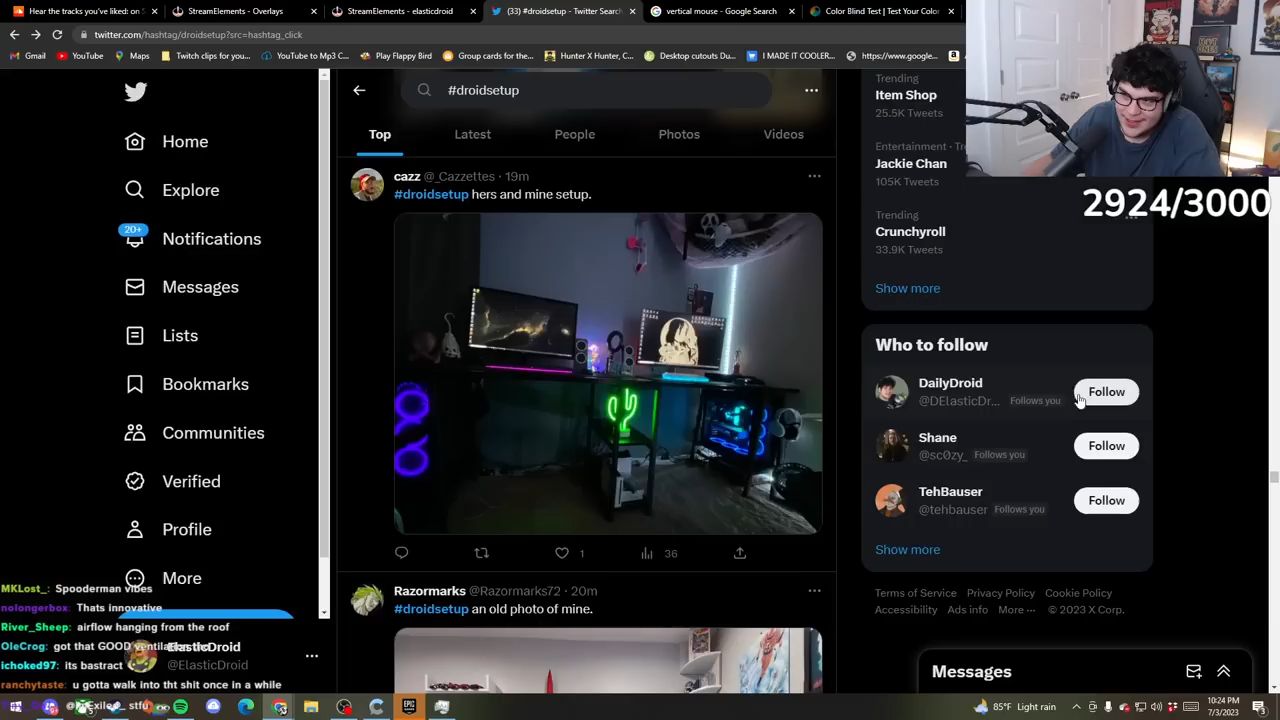 Hear the tracks you've liked: on S
StreamElements - Overlays
StreamElements - elasticdroid
(33) #droidsetup - Twitter Search
vertical mouse - Google Search
Color Blind Test | Test Your Color
twitter.com/hashtag/droidsetup?src=hashtag_click
Gmail
YouTube
Maps
Twitch clips for you...
YouTube to Mp3 C...
Play Flappy Bird
Group cards for the...
Hunter X Hunter, C...
Desktop cutouts Du...
I MADE IT COOLER...
https://www.google...
#droidsetup
Top
Latest
People
Photos
Videos
Home
Explore
20+
Notifications
Messages
Lists
Bookmarks
Communities
Verified
Profile
More
cazz @_Cazzettes · 19m
#droidsetup hers and mine setup.
1
36
Razormarks @Razormarks72 · 20m
#droidsetup an old photo of mine.
Trending
Item Shop
25.5K Tweets
Entertainment
Jackie Chan
105K Tweets
Trending
Crunchyroll
33.9K Tweets
Show more
2924/3000
Who to follow
DailyDroid
@DElasticDr... Follows you
Follow
Shane
@sc0zy_ Follows you
Follow
TehBauser
@tehbauser Follows you
Follow
Show more
Terms of Service Privacy Policy Cookie Policy
Accessibility Ads info More ··· © 2023 X Corp.
Messages
MKLost_: Spooderman vibes
nolongerbox: Thats innovative
River_Sheep: airflow hanging from the roof
OleCrog: got that GOOD
ichoked97: its bastract
ranchytaste: u gotta walk into tht shit once in a while
stfu
ElasticDroid
@ElasticDroid
85°F Light rain
10:24 PM
7/3/2023